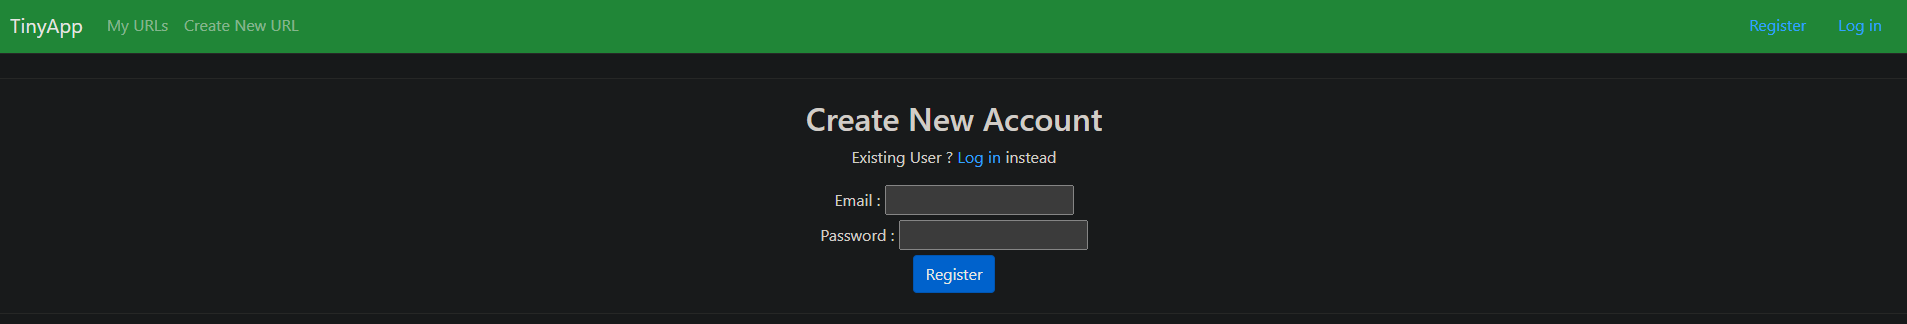 TinyApp My URLs Create New URL Register Log in
Create New Account
Existing User ? Log in instead
Email :
Password :
Register